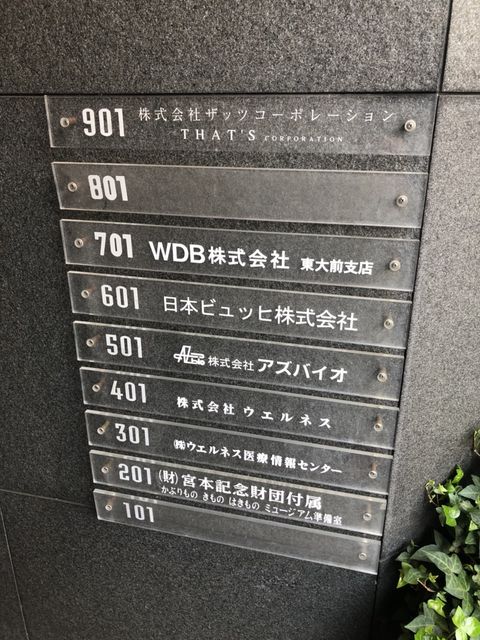 901 株式会社ザッツコーポレーション
THAT'S CORPORATION
801
701 WDB株式会社 東大前支店
601 日本ビュッヒ株式会社
501 株式会社 アズバイオ
401 株式会社 ウエルネス
301 ㈱ウエルネス医療情報センター
201 (財)宮本記念財団付属
かぶりもの きもの はきもの ミュージアム準備室
101